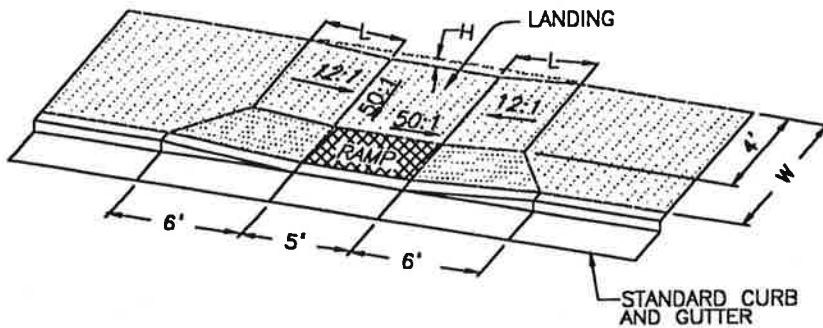 LANDING
L
H
L
12:1
50:1
50:1
12:1
RAMP
4'
W
6'
5'
6'
STANDARD CURB
AND GUTTER